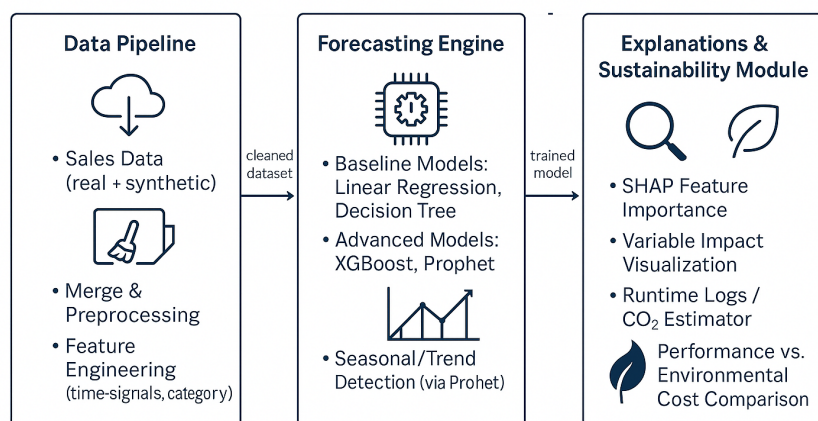 Data Pipeline
• Sales Data
(real + synthetic)
• Merge &
Preprocessing
• Feature
Engineering
(time-signals, category)
cleaned
dataset
Forecasting Engine
• Baseline Models:
Linear Regression,
Decision Tree
• Advanced Models:
XGBoost, Prophet
• Seasonal/Trend
Detection (via Prohet)
trained
model
Explanations &
Sustainability Module
• SHAP Feature
Importance
• Variable Impact
Visualization
• Runtime Logs /
CO₂ Estimator
Performance vs.
Environmental
Cost Comparison